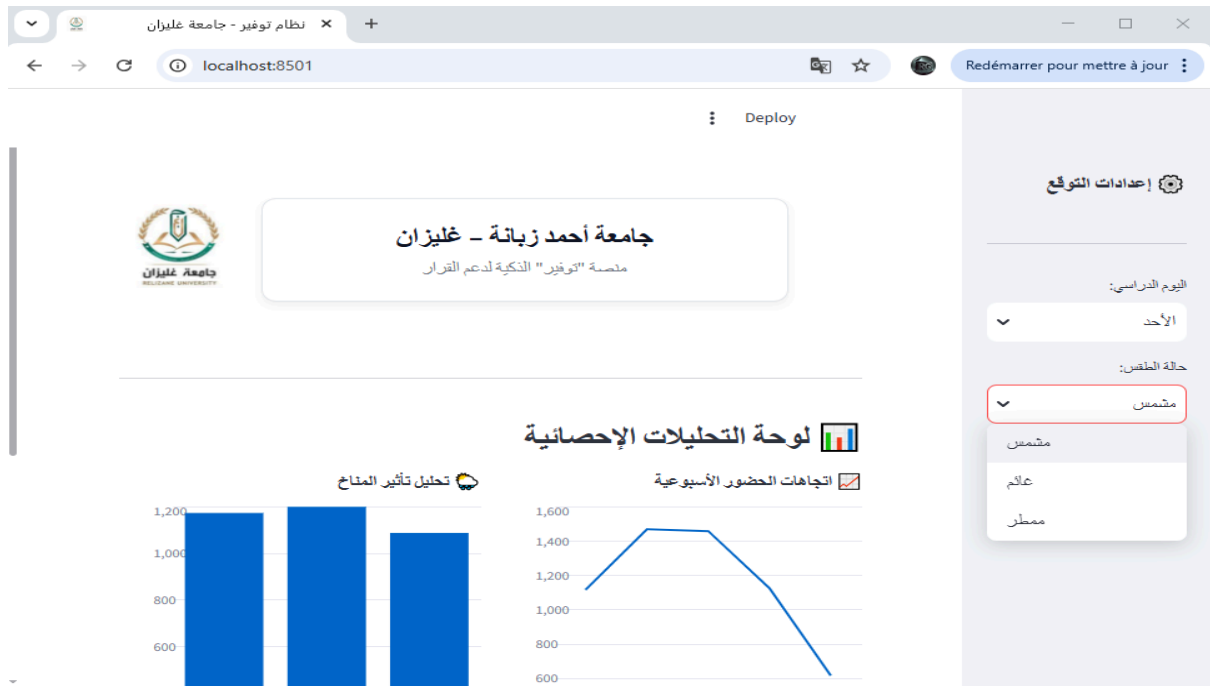 نظام توفير - جامعة غليزان
localhost:8501
Redémarrer pour mettre à jour
Deploy
إعدادات التوقع
جامعة أحمد زبانة – غليزان
منصة "توفير" الذكية لدعم القرار
جامعة غليزان
RELIZANE UNIVERSITY
اليوم الدراسي:
الأحد
حالة الطقس:
مشمس
مشمس
غائم
ممطر
لوحة التحليلات الإحصائية
اتجاهات الحضور الأسبوعية
1,600
1,400
1,200
1,000
800
600
تحليل تأثير المناخ
1,200
1,000
800
600